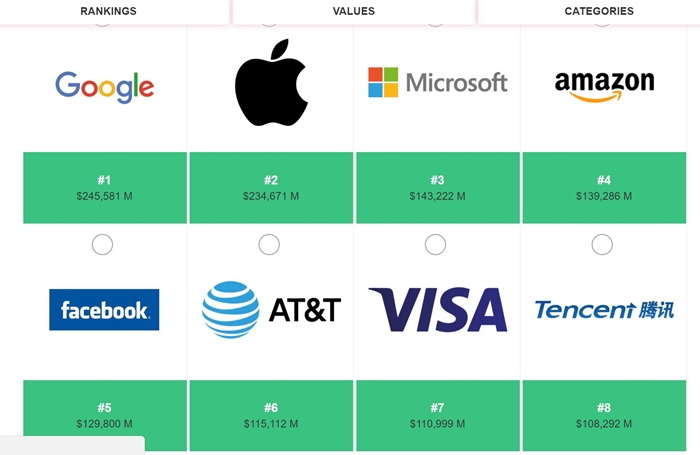 RANKINGS VALUES CATEGORIES
Google Microsoft amazon
#1 #2 #3 #4
$245,581 M $234,671 M $143,222 M $139,286 M
facebook. AT&T VISA Tencent 腾讯
#5 #6 #7 #8
$129,800 M $115,112 M $110,999 M $108,292 M